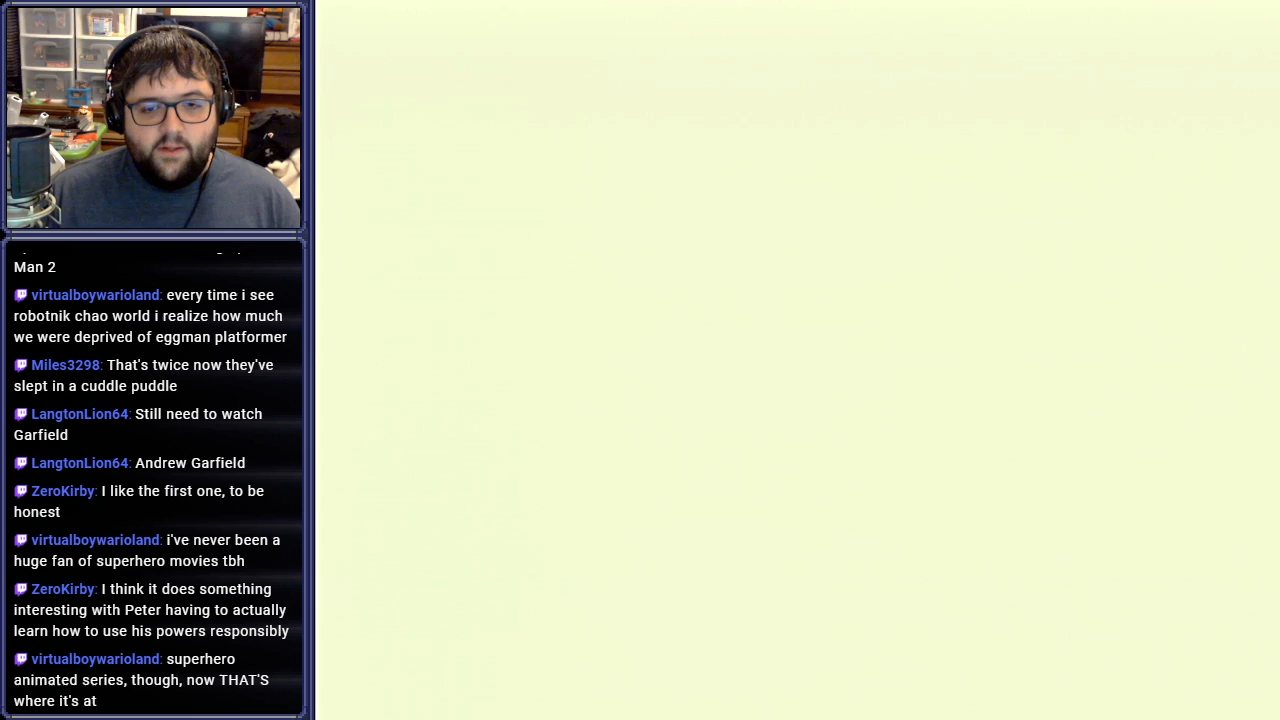 Man 2
virtualboywarioland: every time i see
robotnik chao world i realize how much
we were deprived of eggman platformer
Miles3298: That's twice now they've
slept in a cuddle puddle
LangtonLion64: Still need to watch
Garfield
LangtonLion64: Andrew Garfield
ZeroKirby: I like the first one, to be
honest
virtualboywarioland: i've never been a
huge fan of superhero movies tbh
ZeroKirby: I think it does something
interesting with Peter having to actually
learn how to use his powers responsibly
virtualboywarioland: superhero
animated series, though, now THAT'S
where it's at